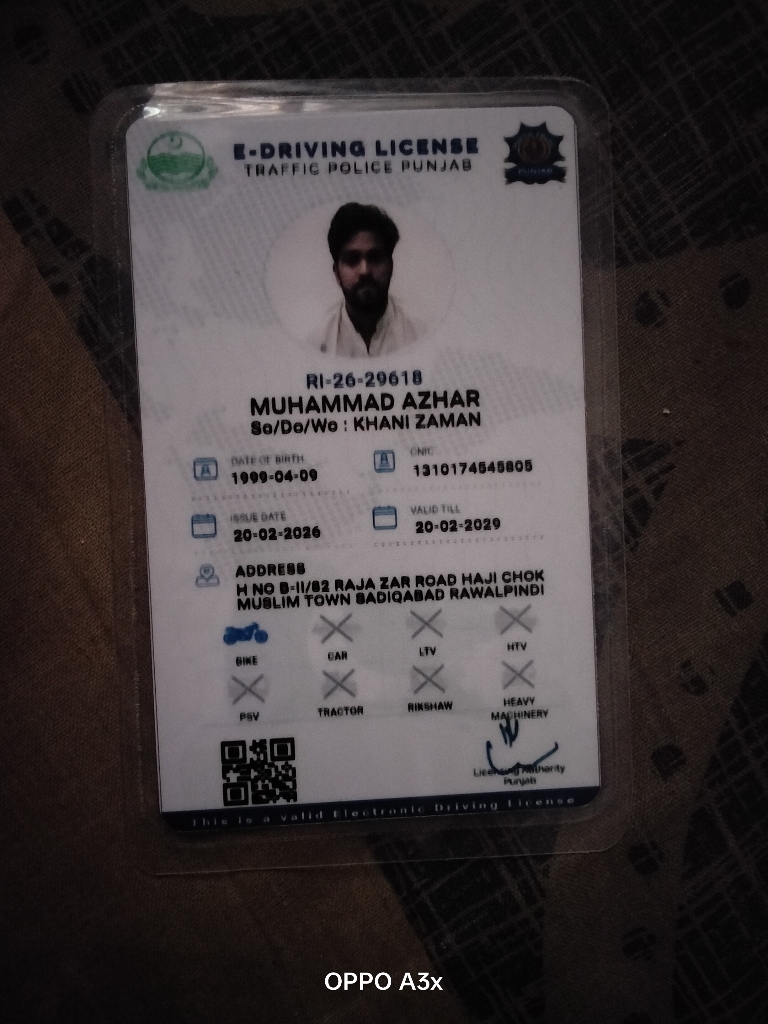 E-DRIVING LICENSE
TRAFFIC POLICE PUNJAB
PUNJAB
RI-26-29618
MUHAMMAD AZHAR
So/Do/Wo : KHANI ZAMAN
DATE OF BIRTH
1999-04-09
CNIC
1310174545805
ISSUE DATE
20-02-2026
VALID TILL
20-02-2029
ADDRESS
H NO B-II/82 RAJA ZAR ROAD HAJI CHOK
MUSLIM TOWN SADIQABAD RAWALPINDI
BIKE
CAR
LTV
HTV
PSV
TRACTOR
RIKSHAW
HEAVY
MACHINERY
Licensing Authority
Punjab
This is a valid Electronic Driving License
OPPO A3x